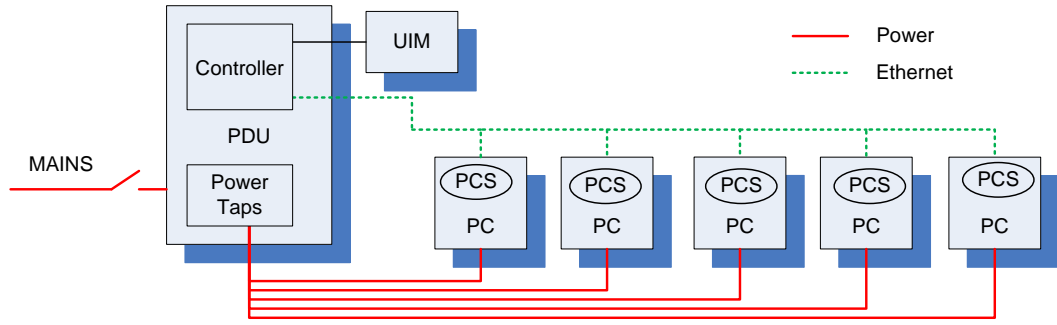 Controller
UIM
Power
Ethernet
PDU
MAINS
Power
Taps
PCS
PCS
PCS
PCS
PCS
PC
PC
PC
PC
PC